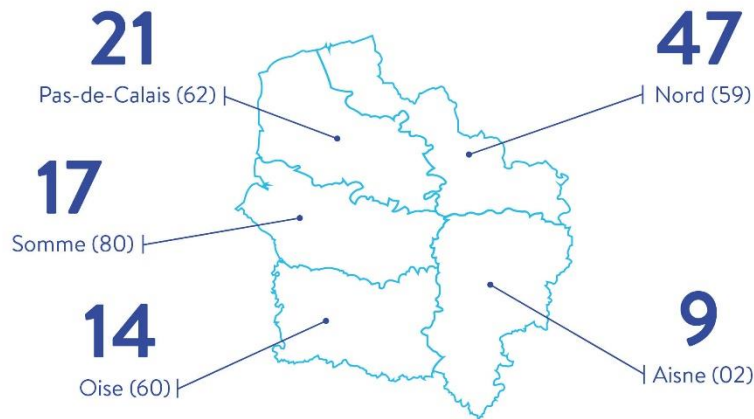 21
Pas-de-Calais (62)
47
Nord (59)
17
Somme (80)
14
Oise (60)
9
Aisne (02)